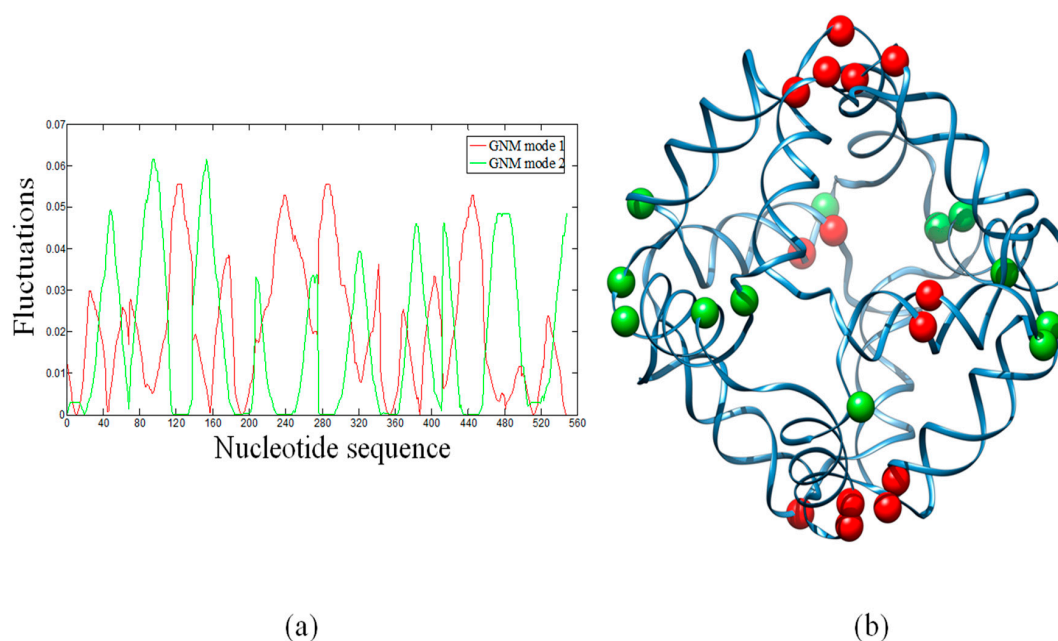 0.07
GNM mode 1
GNM mode 2
0.06
0.05
0.04
0.03
0.02
0.01
0
Fluctuations
0 40 80 120 160 200 240 280 320 360 400 440 480 520 560
Nucleotide sequence
(a) (b)